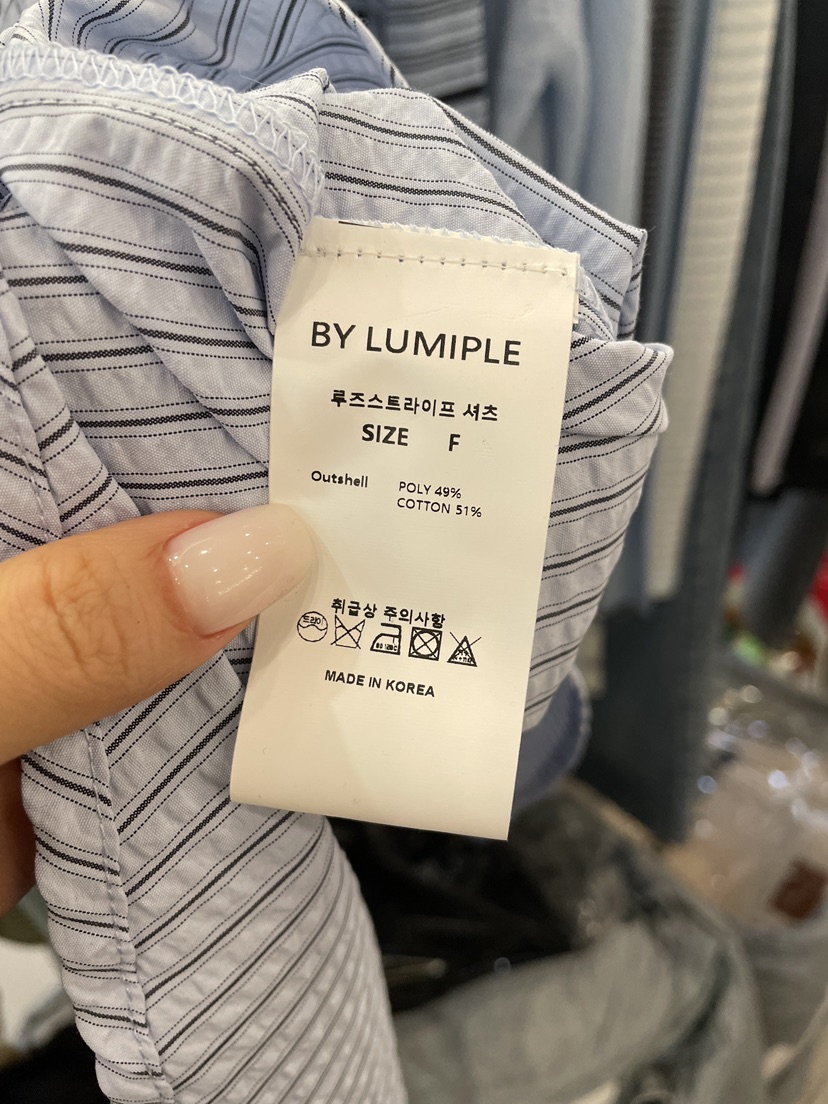 BY LUMIPLE
루즈스트라이프 셔츠
SIZE F
Outshell POLY 49%
COTTON 51%
취급상 주의사항
드라이
MADE IN KOREA